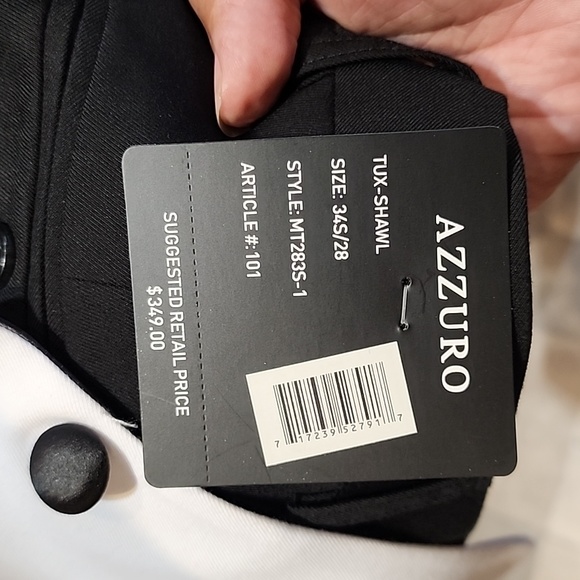 AZZURO
TUX-SHAWL
SIZE: 34S/28
STYLE: MT283S-1
ARTICLE #:101
7 17239 52791 7
SUGGESTED RETAIL PRICE
$349.00